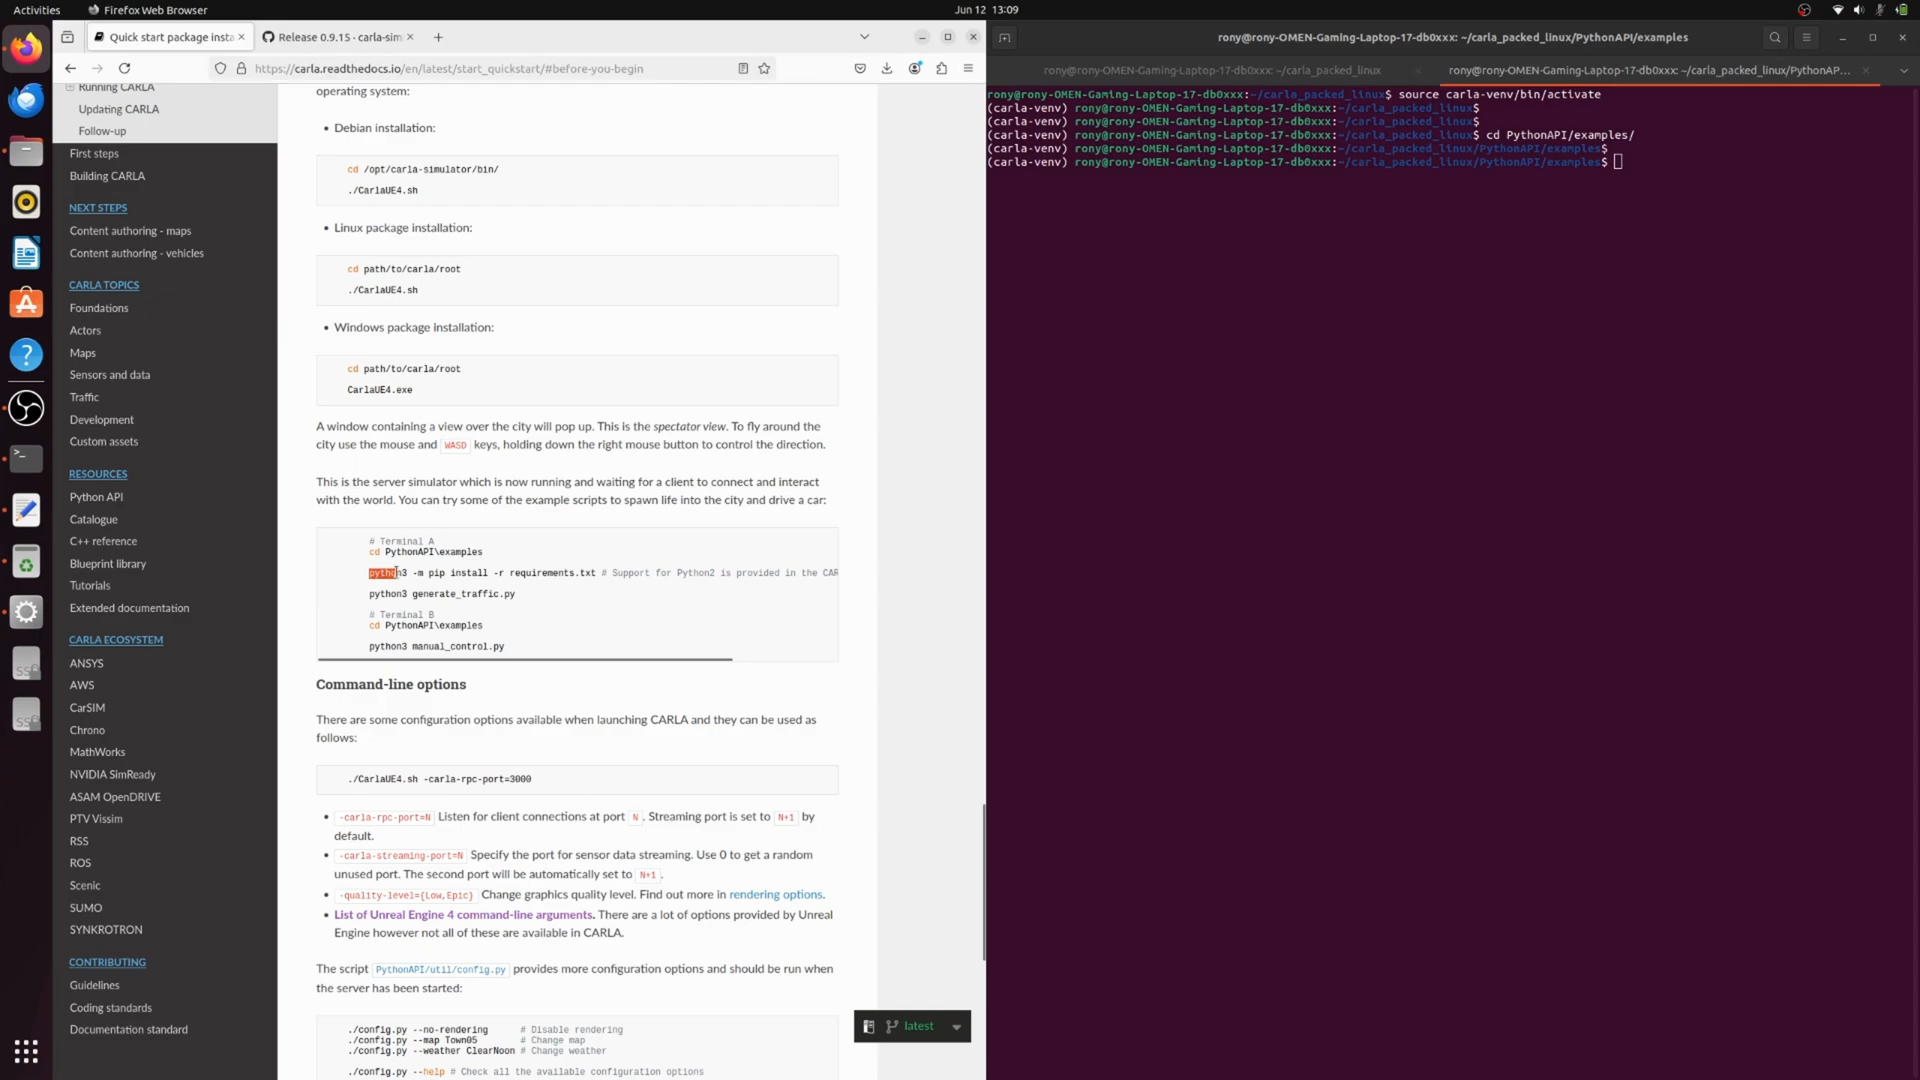 Activities
Firefox Web Browser
Jun 12 13:09
Quick start package insta
Release 0.9.15 · carla-sim
https://carla.readthedocs.io/en/latest/start_quickstart/#before-you-begin
Running CARLA
Updating CARLA
Follow-up
First steps
Building CARLA
NEXT STEPS
Content authoring - maps
Content authoring - vehicles
CARLA TOPICS
Foundations
Actors
Maps
Sensors and data
Traffic
Development
Custom assets
RESOURCES
Python API
Catalogue
C++ reference
Blueprint library
Tutorials
Extended documentation
CARLA ECOSYSTEM
ANSYS
AWS
CarSIM
Chrono
MathWorks
NVIDIA SimReady
ASAM OpenDRIVE
PTV Vissim
RSS
ROS
Scenic
SUMO
SYNKROTRON
CONTRIBUTING
Guidelines
Coding standards
Documentation standard
operating system:
• Debian installation:
cd /opt/carla-simulator/bin/
./CarlaUE4.sh
• Linux package installation:
cd path/to/carla/root
./CarlaUE4.sh
• Windows package installation:
cd path/to/carla/root
CarlaUE4.exe
A window containing a view over the city will pop up. This is the spectator view. To fly around the
city use the mouse and WASD keys, holding down the right mouse button to control the direction.
This is the server simulator which is now running and waiting for a client to connect and interact
with the world. You can try some of the example scripts to spawn life into the city and drive a car:
# Terminal A
cd PythonAPI\examples
python3 -m pip install -r requirements.txt # Support for Python2 is provided in the CAR
python3 generate_traffic.py
# Terminal B
cd PythonAPI\examples
python3 manual_control.py
Command-line options
There are some configuration options available when launching CARLA and they can be used as
follows:
./CarlaUE4.sh -carla-rpc-port=3000
• -carla-rpc-port=N Listen for client connections at port N . Streaming port is set to N+1 by
default.
• -carla-streaming-port=N Specify the port for sensor data streaming. Use 0 to get a random
unused port. The second port will be automatically set to N+1 .
• -quality-level={Low,Epic} Change graphics quality level. Find out more in rendering options.
• List of Unreal Engine 4 command-line arguments. There are a lot of options provided by Unreal
Engine however not all of these are available in CARLA.
The script PythonAPI/util/config.py provides more configuration options and should be run when
the server has been started:
./config.py --no-rendering # Disable rendering
./config.py --map Town05 # Change map
./config.py --weather ClearNoon # Change weather
./config.py --help # Check all the available configuration options
latest
rony@rony-OMEN-Gaming-Laptop-17-db0xxx: ~/carla_packed_linux/PythonAPI/examples
rony@rony-OMEN-Gaming-Laptop-17-db0xxx: ~/carla_packed_linux
rony@rony-OMEN-Gaming-Laptop-17-db0xxx: ~/carla_packed_linux/PythonAP...
rony@rony-OMEN-Gaming-Laptop-17-db0xxx:~/carla_packed_linux$ source carla-venv/bin/activate
(carla-venv) rony@rony-OMEN-Gaming-Laptop-17-db0xxx:~/carla_packed_linux$
(carla-venv) rony@rony-OMEN-Gaming-Laptop-17-db0xxx:~/carla_packed_linux$
(carla-venv) rony@rony-OMEN-Gaming-Laptop-17-db0xxx:~/carla_packed_linux$ cd PythonAPI/examples/
(carla-venv) rony@rony-OMEN-Gaming-Laptop-17-db0xxx:~/carla_packed_linux/PythonAPI/examples$
(carla-venv) rony@rony-OMEN-Gaming-Laptop-17-db0xxx:~/carla_packed_linux/PythonAPI/examples$